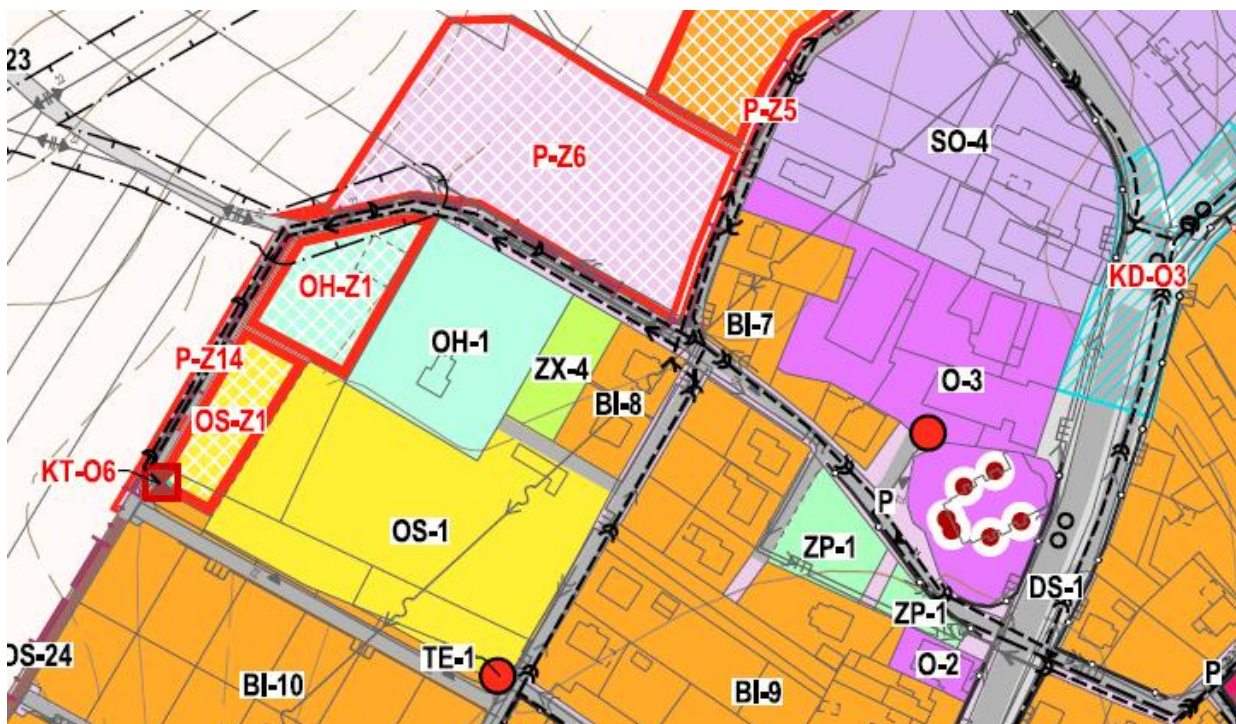 23
P-Z5
P-Z6
SO-4
KD-O3
OH-Z1
BI-7
OH-1
P-Z14
ZX-4
O-3
BI-8
OS-Z1
KT-O6
P
OS-1
ZP-1
DS-1
ZP-1
OS-24
TE-1
O-2
P
BI-10
BI-9